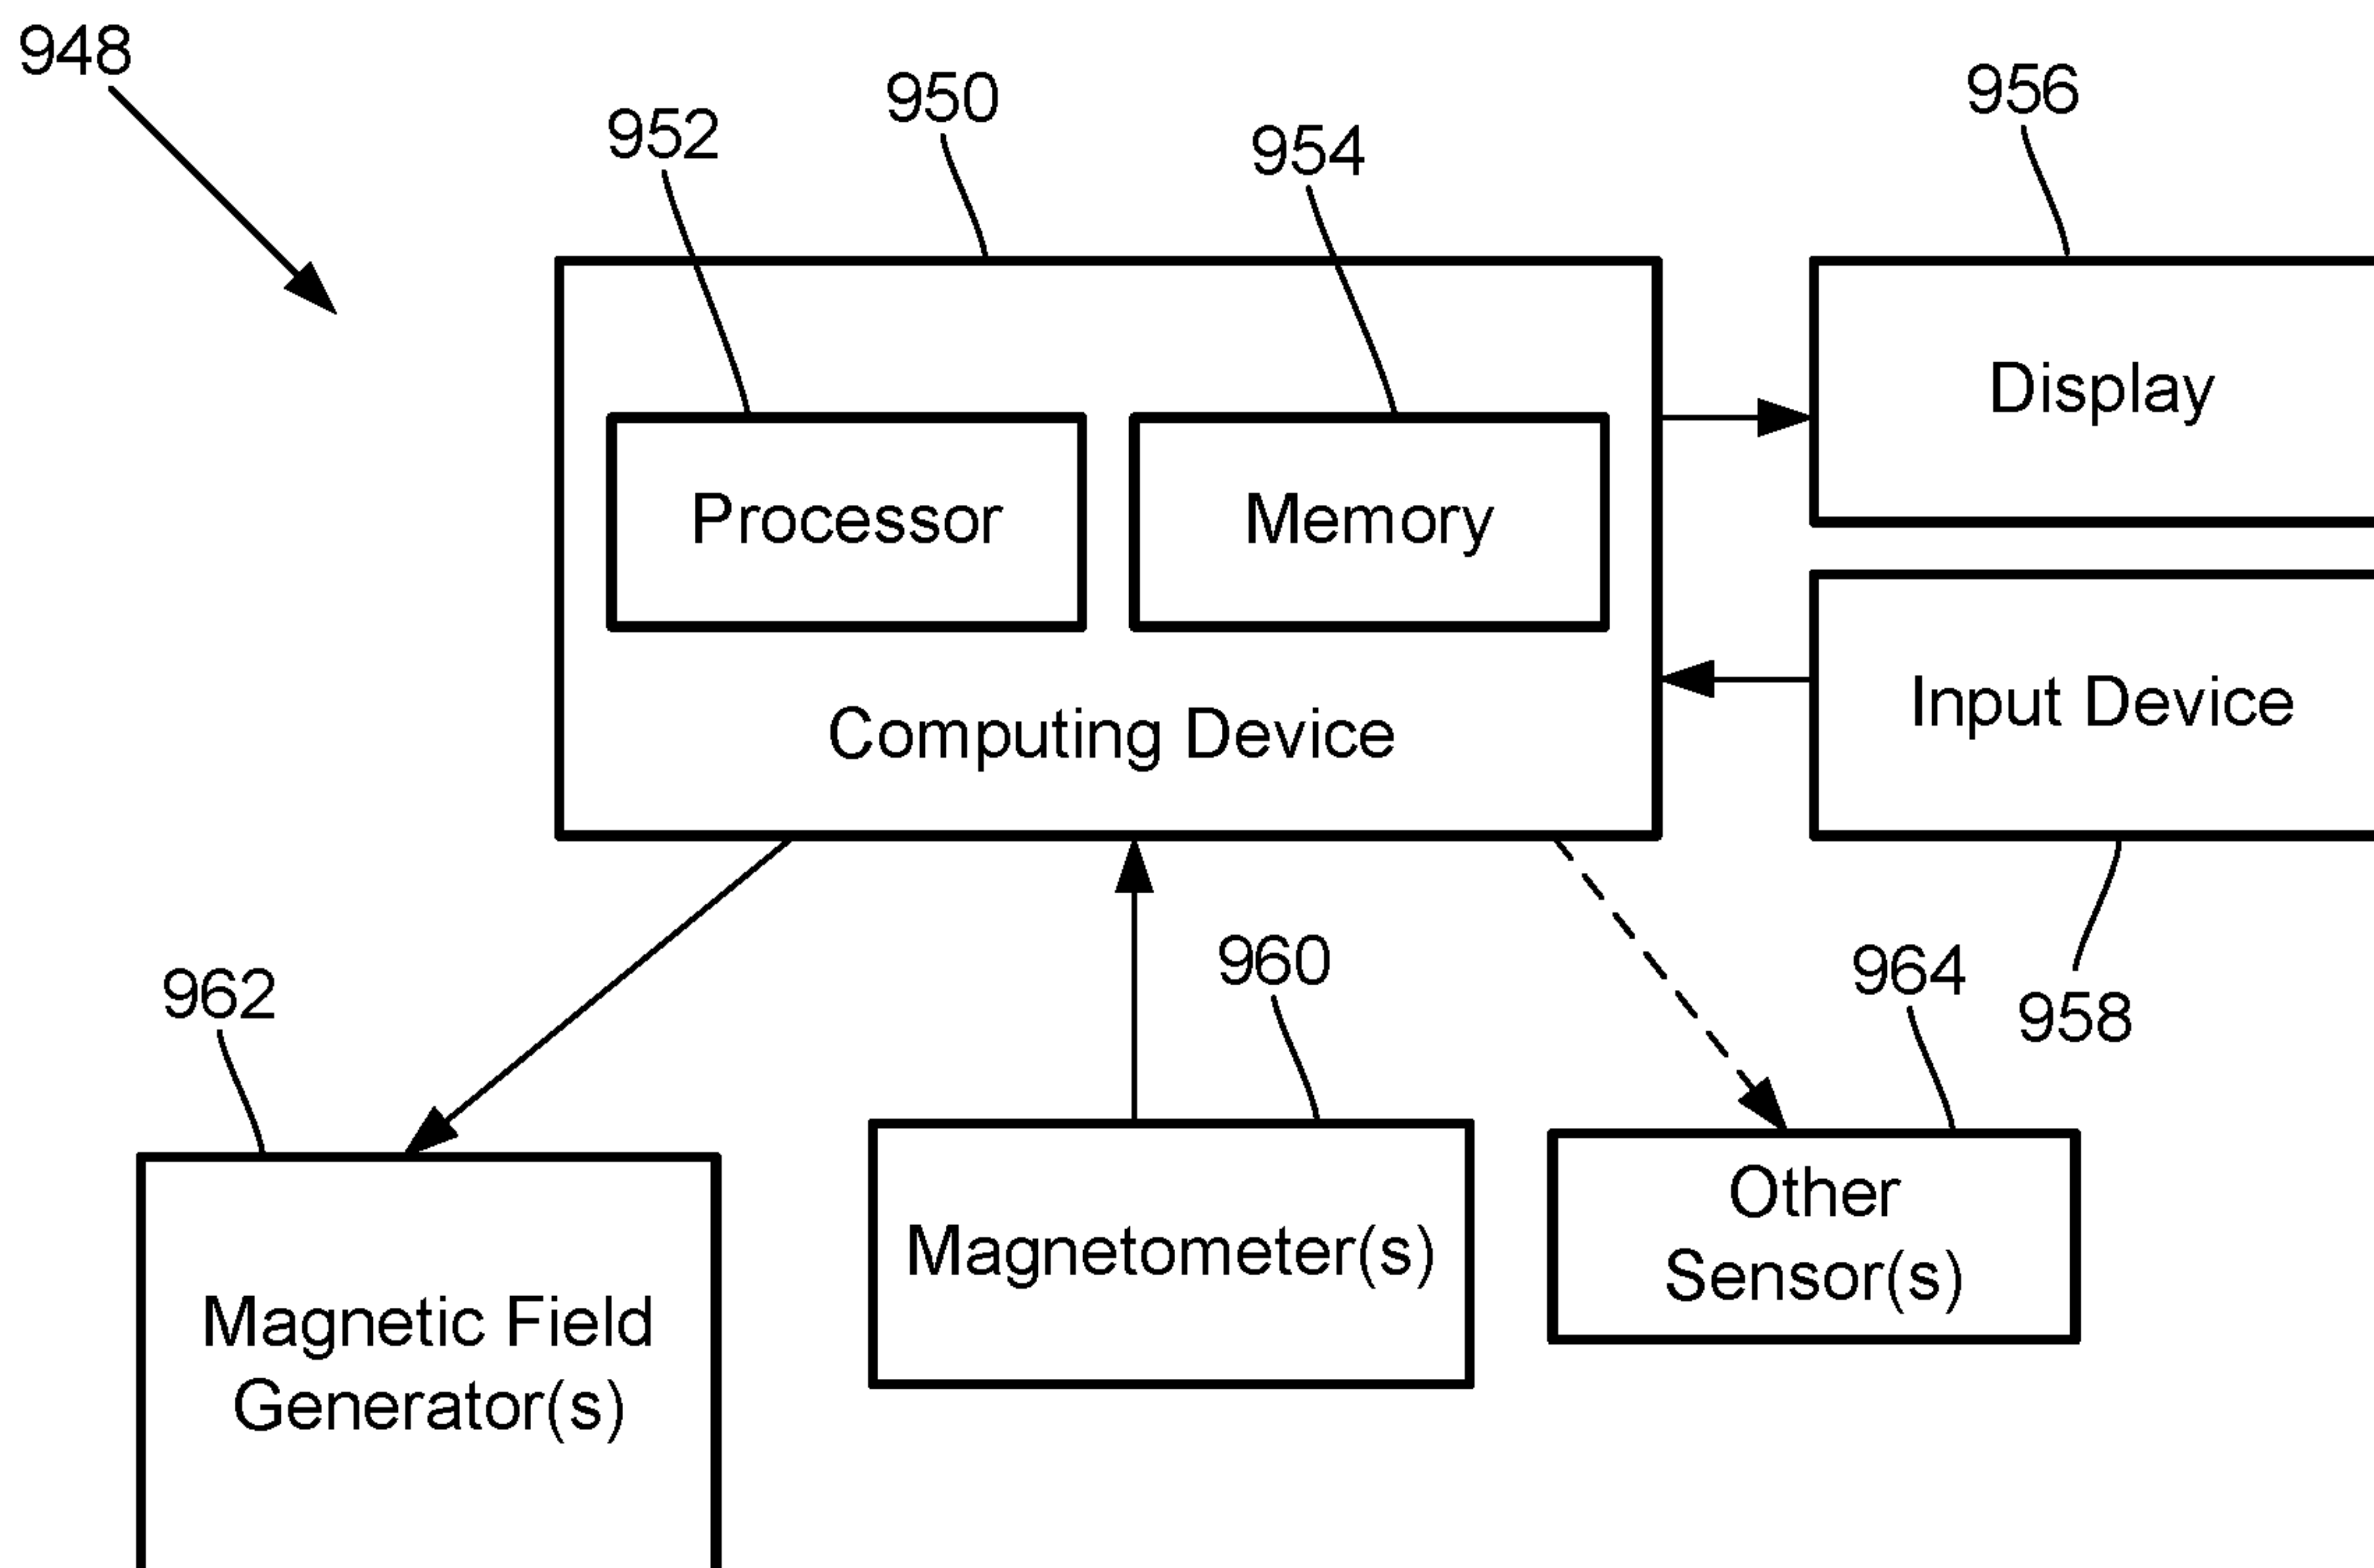 948
952
950
954
956
Display
Processor
Memory
Input Device
Computing Device
962
960
964
958
Magnetic Field
Generator(s)
Magnetometer(s)
Other
Sensor(s)